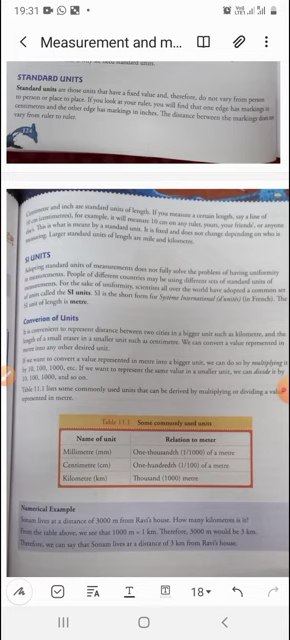 19:31
Measurement and m...
STANDARD UNITS
Standard units are those units that have a fixed value and, therefore, do not vary from person
to person or place to place. If you look at your ruler, you will find that one edge has markings in
centimetres and the other edge has markings in inches. The distance between the markings does
vary from ruler to ruler.
Centimetre and inch are standard units of length. If you measure a certain length, say a line of
10 cm (centimetres), for example, it will measure 10 cm on any ruler, yours, your friends', or anyone
This is what is meant by a standard unit. It is fixed and does not change depending on who is
measuring. Larger standard units of length are mile and kilometre.
SI UNITS
Adopting standard units of measurements does not fully solve the problem of having uniformity
in measurements. People of different countries may be using different sets of standard units of
measurements. For the sake of uniformity, scientists all over the world have adopted a common set
of units called the SI units. SI is the short form for Système International (d'unités) (in French). The
SI unit of length is metre.
Converion of Units
It is convenient to represent distance between two cities in a bigger unit such as kilometre, and the
length of a small eraser in a smaller unit such as centimetre. We can convert a value represented in
metre into any other desired unit.
If we want to convert a value represented in metre into a bigger unit, we can do so by multiplying it
by 10, 100, 1000, etc. If we want to represent the same value in a smaller unit, we can divide it by
10, 100, 1000, and so on.
Table 11.1 lists some commonly used units that can be derived by multiplying or dividing a value
represented in metre.
Table 11.1 Some commonly used units
Name of unit Relation to meter
Millimetre (mm) One-thousandth (1/1000) of a metre
Centimetre (cm) One-hundredth (1/100) of a metre
Kilometre (km) Thousand (1000) metre
Numerical Example
Sonam lives at a distance of 3000 m from Ravi's house. How many kilometres is it?
From the table above, we see that 1000 m = 1 km. Therefore, 3000 m would be 3 km.
Therefore, we can say that Sonam lives at a distance of 3 km from Ravi's house.
18